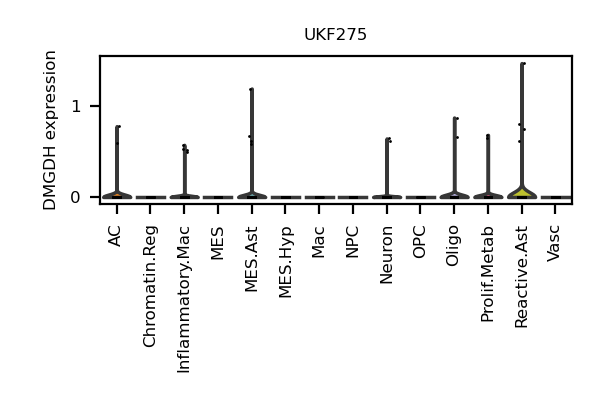 UKF275
DMGDH expression
1
0
AC
Chromatin.Reg
Inflammatory.Mac
MES
MES.Ast
MES.Hyp
Mac
NPC
Neuron
OPC
Oligo
Prolif.Metab
Reactive.Ast
Vasc